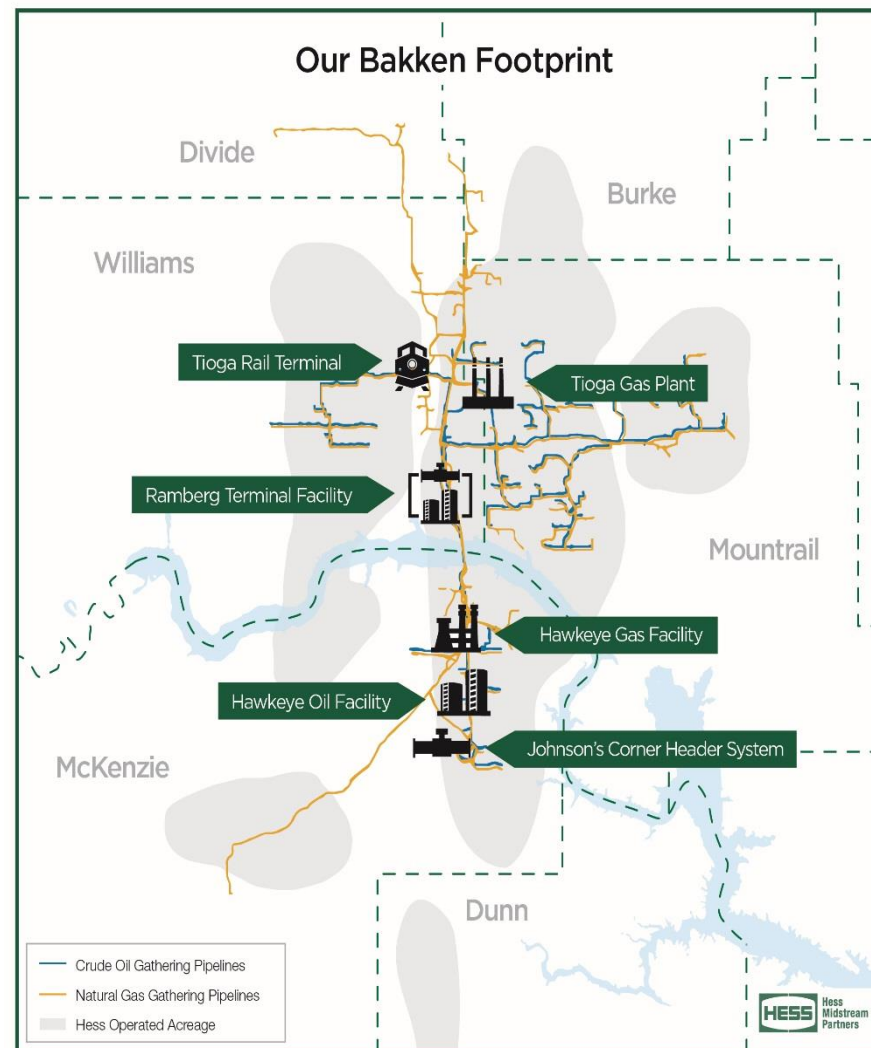 Our Bakken Footprint
Divide
Burke
Williams
Tioga Rail Terminal
Tioga Gas Plant
Ramberg Terminal Facility
Mountrail
Hawkeye Gas Facility
Hawkeye Oil Facility
Johnson's Corner Header System
McKenzie
Dunn
Crude Oil Gathering Pipelines
Natural Gas Gathering Pipelines
Hess Operated Acreage
HESS
Hess
Midstream
Partners